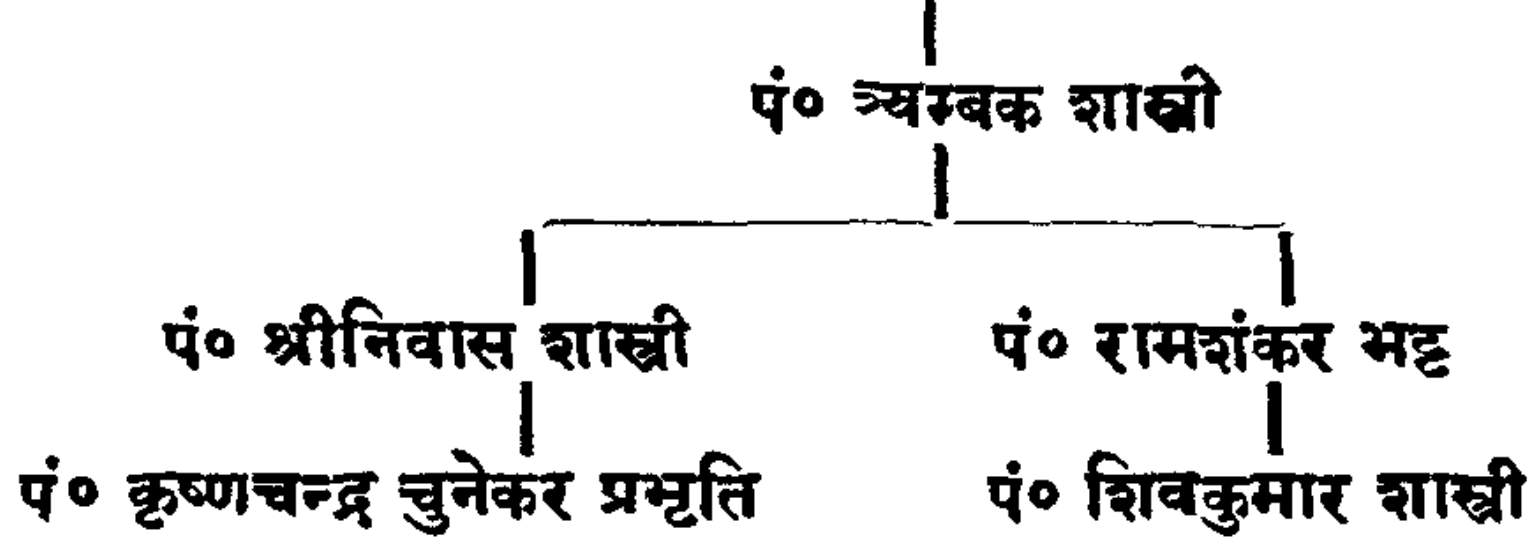 पं० त्र्यम्बक शास्त्री
पं० श्रीनिवास शास्त्री पं० रामशंकर भट्ट
पं० कृष्णचन्द्र चुनेकर प्रभृति पं० शिवकुमार शास्त्री